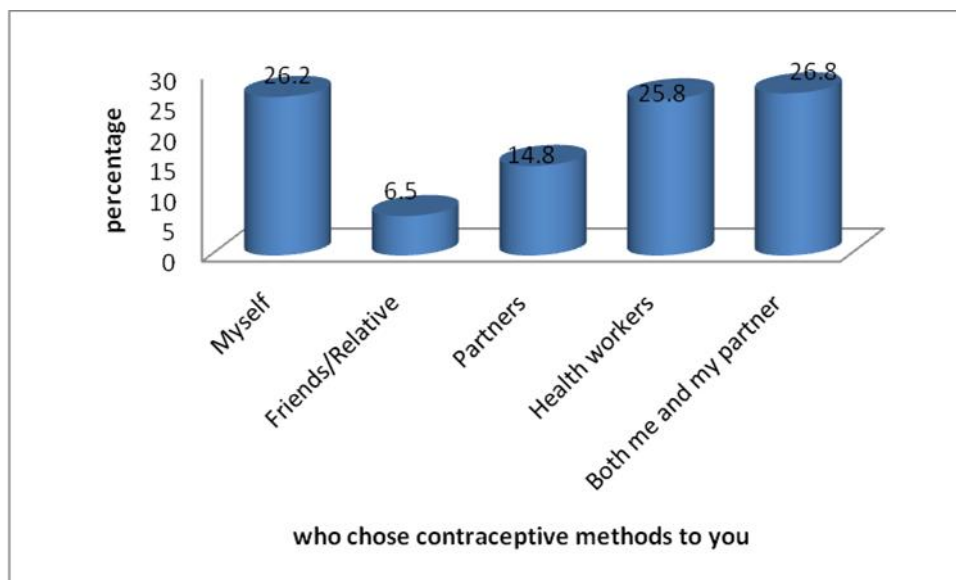 percentage
30
25
20
15
10
5
0
26.2
6.5
14.8
25.8
26.8
Myself
Friends/Relative
Partners
Health workers
Both me and my partner
who chose contraceptive methods to you